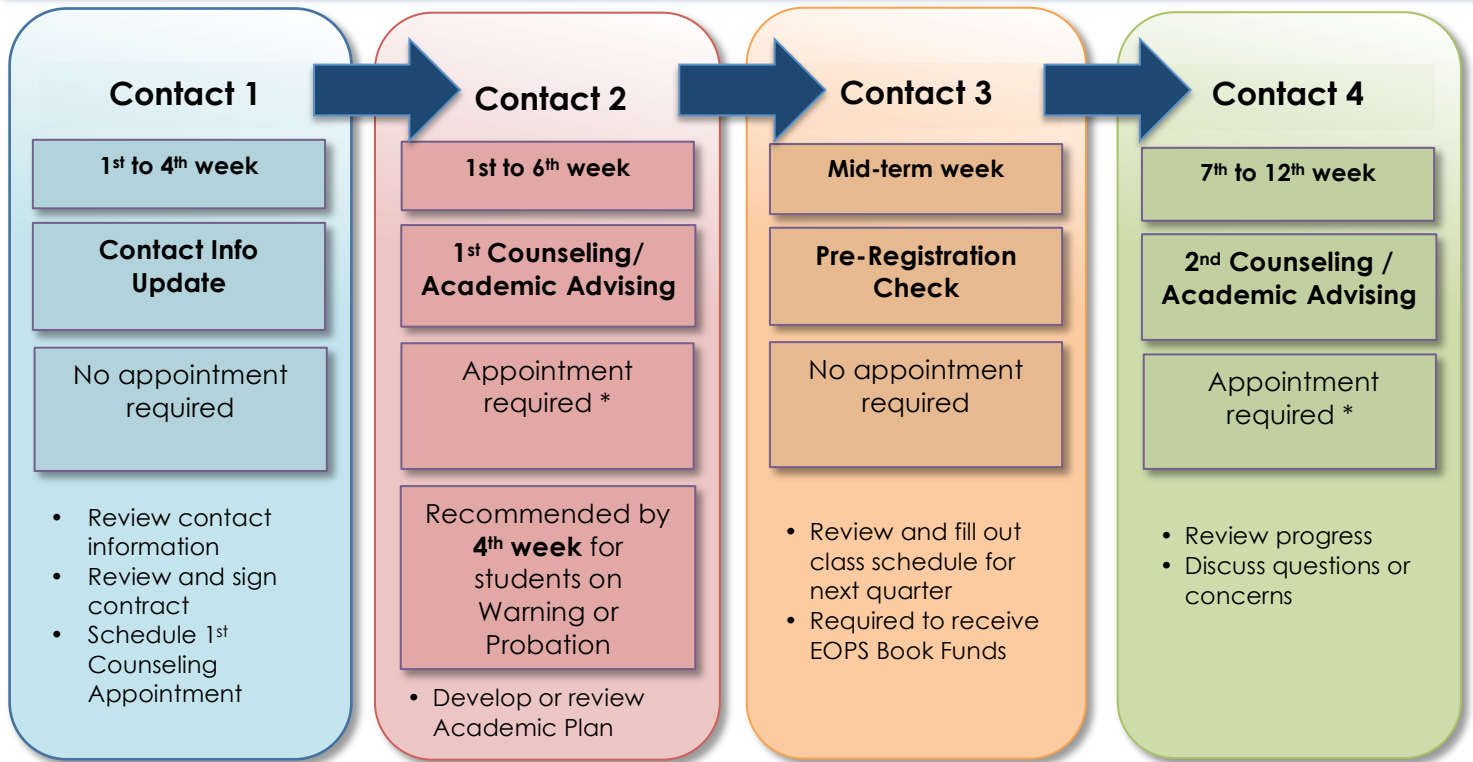 Contact 1
1st to 4th week
Contact Info
Update
No appointment
required
• Review contact
information
• Review and sign
contract
• Schedule 1st
Counseling
Appointment
Contact 2
1st to 6th week
1st Counseling/
Academic Advising
Appointment
required *
Recommended by
4th week for
students on
Warning or
Probation
• Develop or review
Academic Plan
Contact 3
Mid-term week
Pre-Registration
Check
No appointment
required
• Review and fill out
class schedule for
next quarter
• Required to receive
EOPS Book Funds
Contact 4
7th to 12th week
2nd Counseling /
Academic Advising
Appointment
required *
• Review progress
• Discuss questions or
concerns